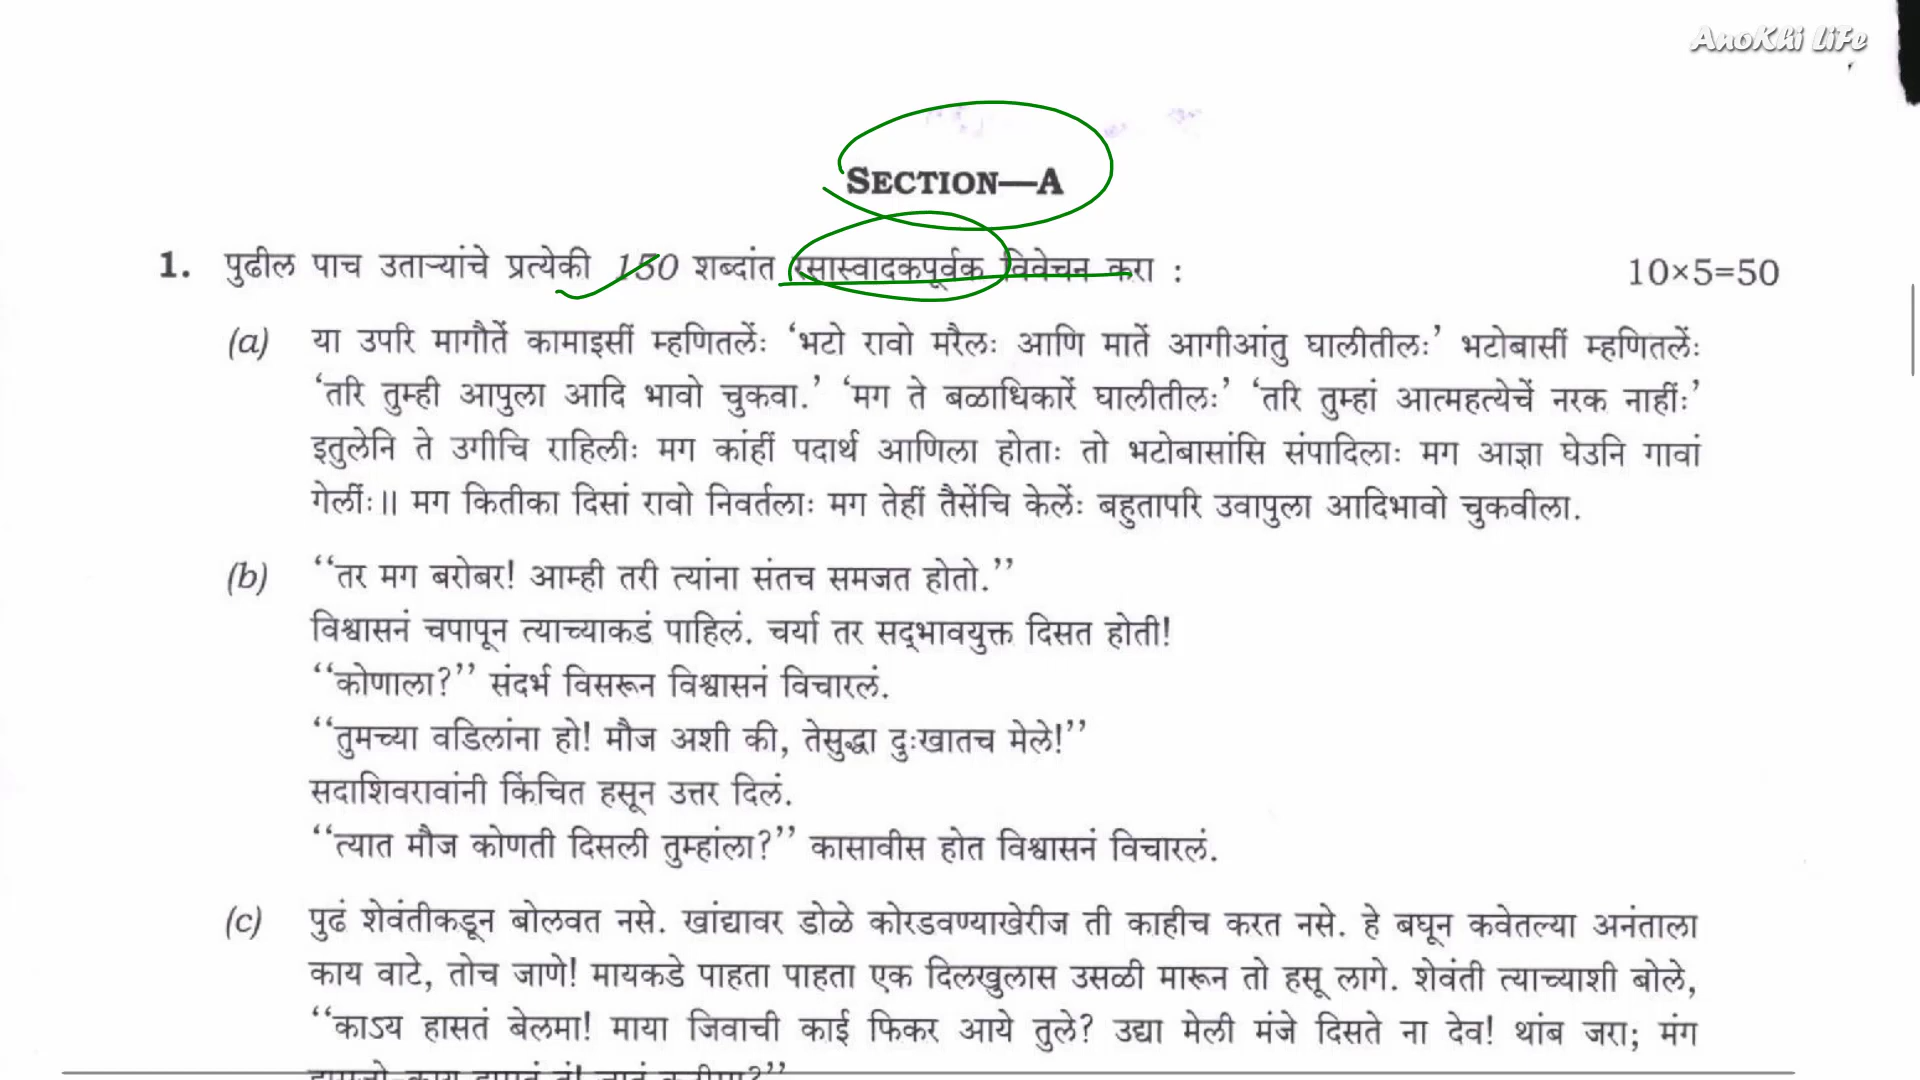 AnoKhi LiFe
SECTION—A
1. पुढील पाच उताऱ्यांचे प्रत्येकी 150 शब्दांत रसास्वादकपूर्वक विवेचन करा : 10×5=50
(a) या उपरि मागौतें कामाइसीं म्हणितलेंः ‘भटो रावो मरैलः आणि मातें आगीआंतु घालीतीलः’ भटोबासीं म्हणितलेंः
‘तरि तुम्ही आपुला आदि भावो चुकवा.’ ‘मग ते बळाधिकारें घालीतीलः’ ‘तरि तुम्हां आत्महत्येचें नरक नाहींः’
इतुलेनि ते उगीचि राहिलीः मग कांहीं पदार्थ आणिला होताः तो भटोबासांसि संपादिलाः मग आज्ञा घेउनि गावां
गेलींः॥ मग कितीका दिसां रावो निवर्तलाः मग तेहीं तैसेंचि केलेंः बहुतापरि उवापुला आदिभावो चुकवीला.
(b) “तर मग बरोबर! आम्ही तरी त्यांना संतच समजत होतो.”
विश्वासनं चपापून त्याच्याकडं पाहिलं. चर्या तर सद्‌भावयुक्त दिसत होती!
“कोणाला?” संदर्भ विसरून विश्वासनं विचारलं.
“तुमच्या वडिलांना हो! मौज अशी की, तेसुद्धा दुःखातच मेले!”
सदाशिवरावांनी किंचित हसून उत्तर दिलं.
“त्यात मौज कोणती दिसली तुम्हांला?” कासावीस होत विश्वासनं विचारलं.
(c) पुढं शेवंतीकडून बोलवत नसे. खांद्यावर डोळे कोरडवण्याखेरीज ती काहीच करत नसे. हे बघून कवेतल्या अनंताला
काय वाटे, तोच जाणे! मायकडे पाहता पाहता एक दिलखुलास उसळी मारून तो हसू लागे. शेवंती त्याच्याशी बोले,
“काऽय हासतं बेलमा! माया जिवाची काई फिकर आये तुले? उद्या मेली मंजे दिसते ना देव! थांब जरा; मंग